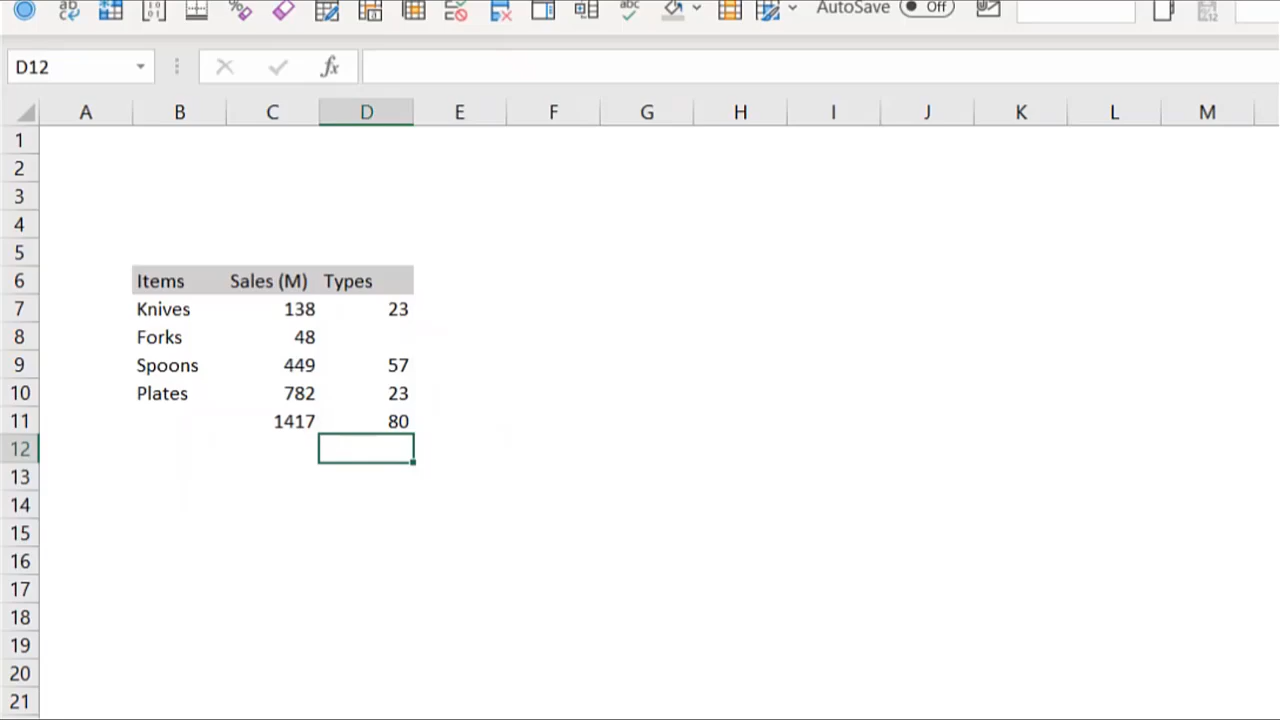 ab
abc
AutoSave Off
D12 fx
A B C D E F G H I J K L M
1
2
3
4
5
6 Items Sales (M) Types
7 Knives 138 23
8 Forks 48
9 Spoons 449 57
10 Plates 782 23
11 1417 80
12
13
14
15
16
17
18
19
20
21